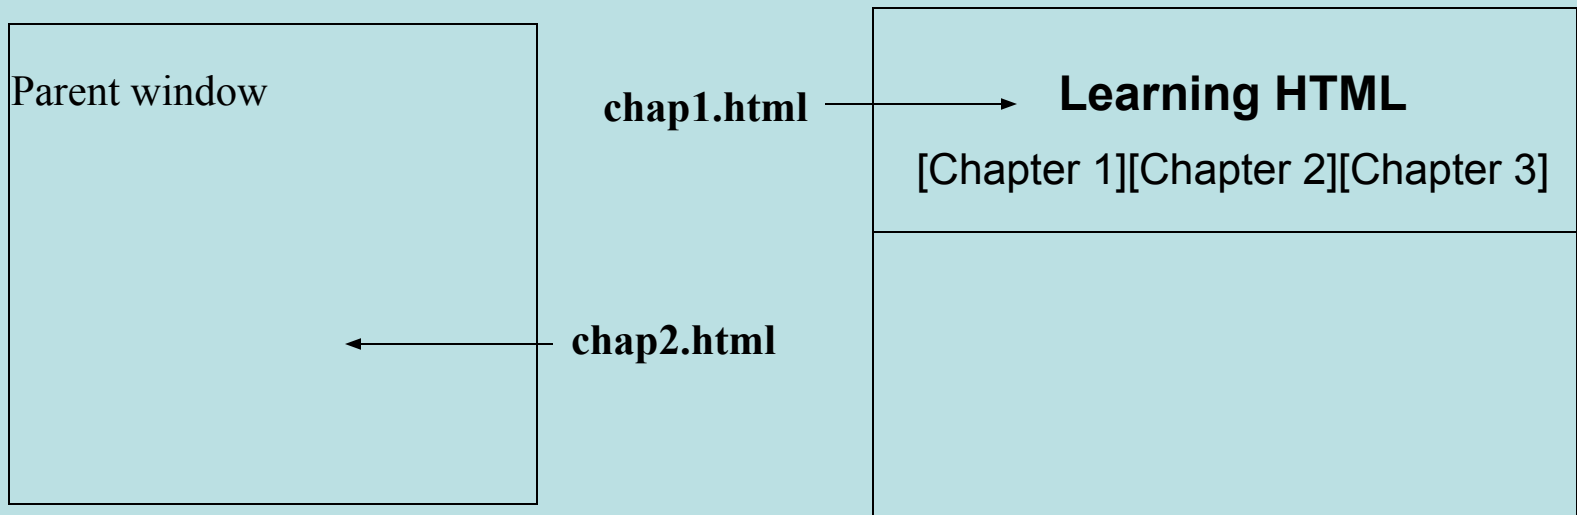 Parent window
chap1.html
chap2.html
Learning HTML
[Chapter 1][Chapter 2][Chapter 3]